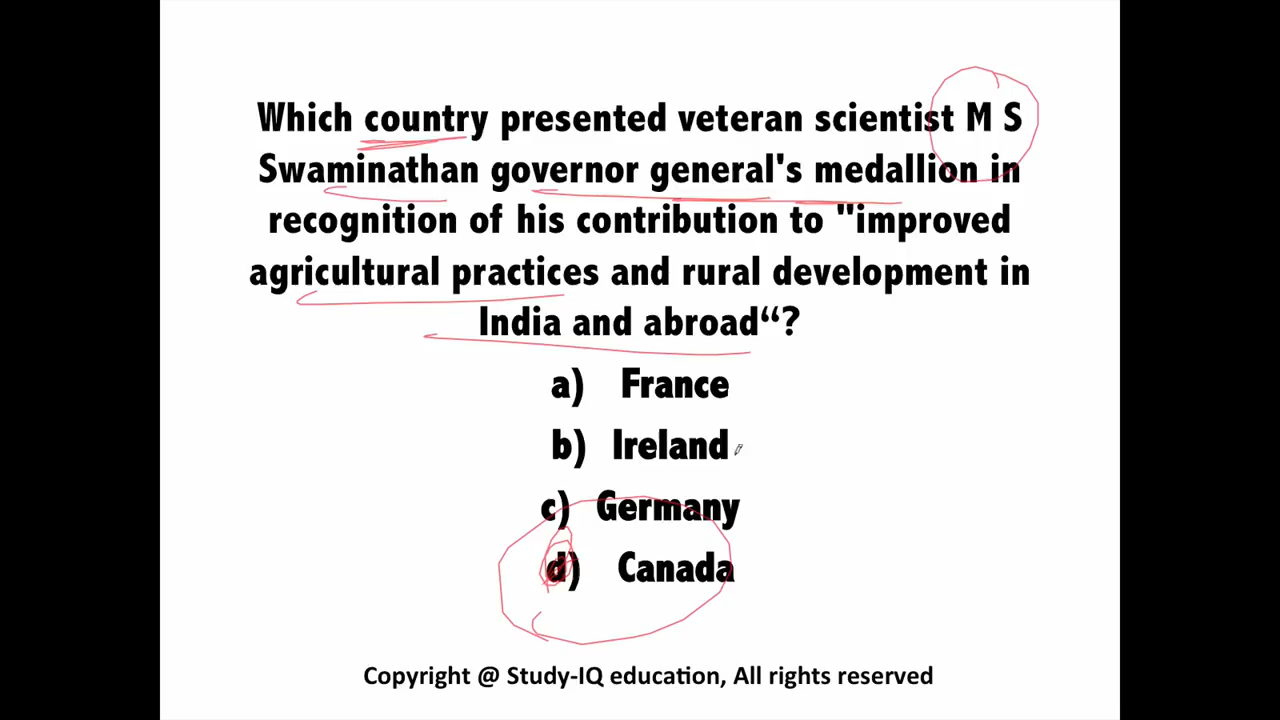 Which country presented veteran scientist M S
Swaminathan governor general's medallion in
recognition of his contribution to "improved
agricultural practices and rural development in
India and abroad“?
a) France
b) Ireland
c) Germany
d) Canada
Copyright @ Study-IQ education, All rights reserved